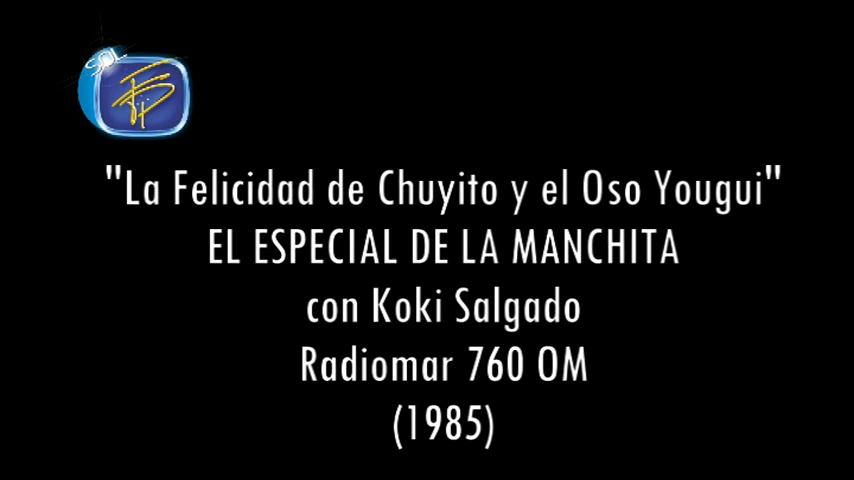 SOL
"La Felicidad de Chuyito y el Oso Yougui"
EL ESPECIAL DE LA MANCHITA
con Koki Salgado
Radiomar 760 OM
(1985)